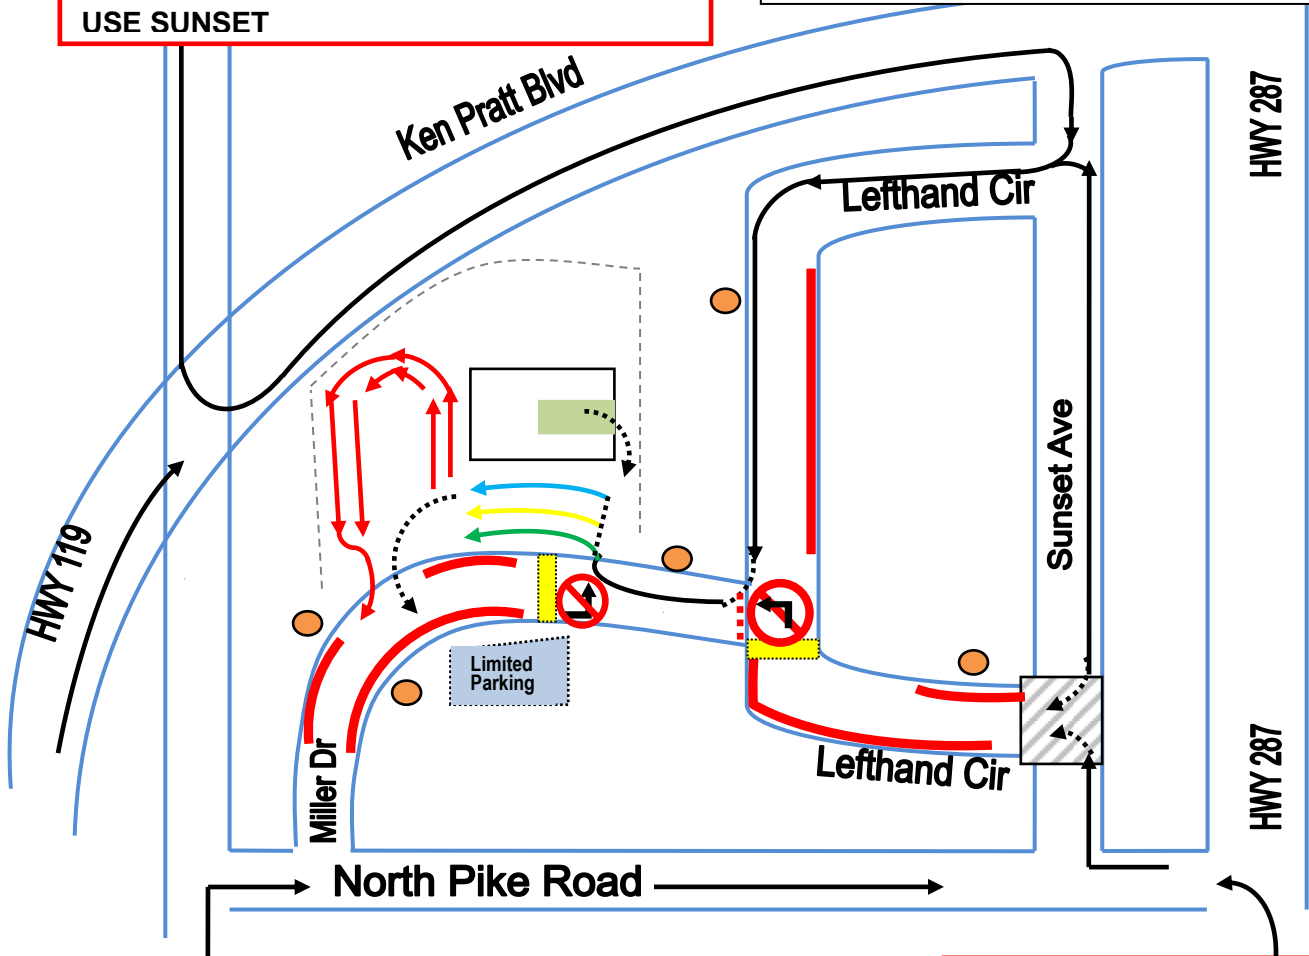 USE SUNSET
Ken Pratt Blvd
HWY 287
Lefthand Cir
Sunset Ave
HWY 119
Limited
Parking
Miller Dr
Lefthand Cir
HWY 287
North Pike Road